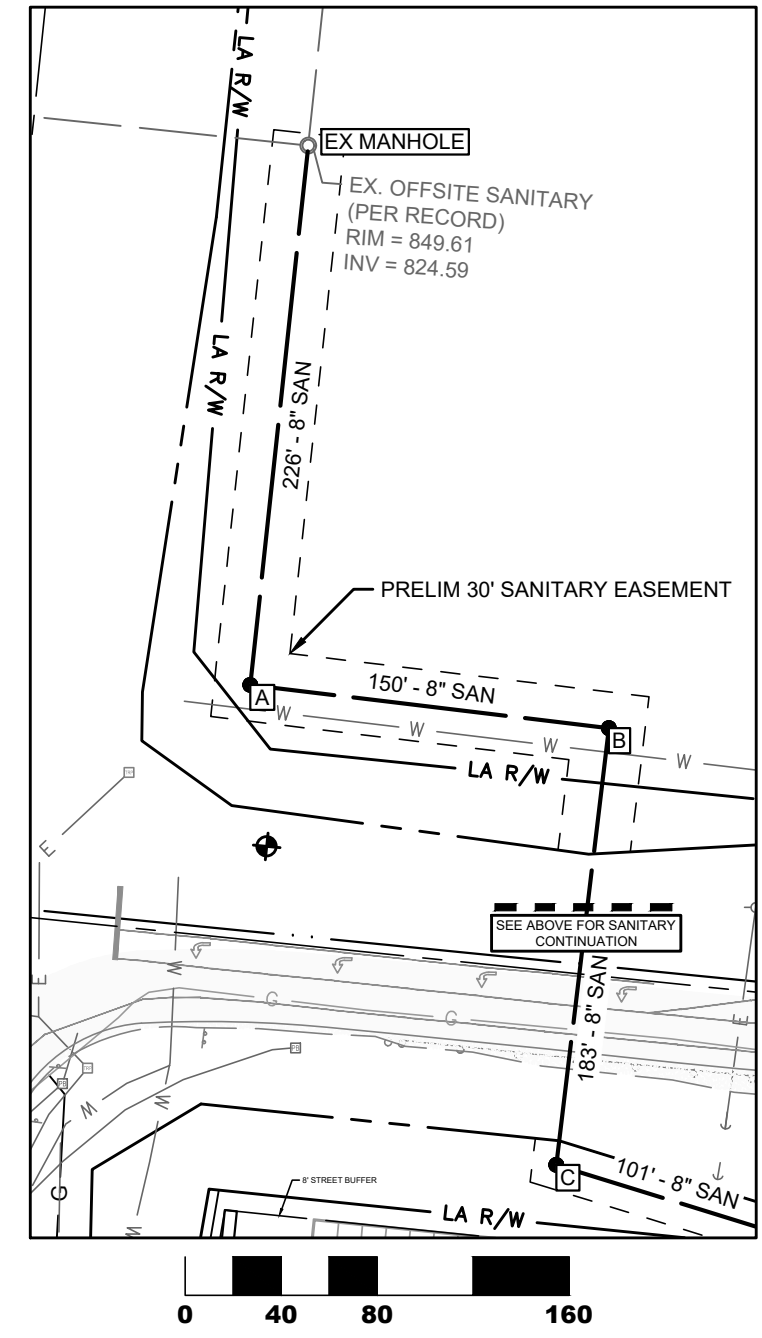 LA R/W
EX MANHOLE
EX. OFFSITE SANITARY
(PER RECORD)
RIM = 849.61
INV = 824.59
LA R/W
226' - 8" SAN
PRELIM 30' SANITARY EASEMENT
150' - 8" SAN
A
W
W
W
W
B
LA R/W
E
SEE ABOVE FOR SANITARY
CONTINUATION
183' - 8" SAN
W
E
G
G
E
PB
PB
W
W
G
W
C
101' - 8" SAN
8' STREET BUFFER
LA R/W
0 40 80 160